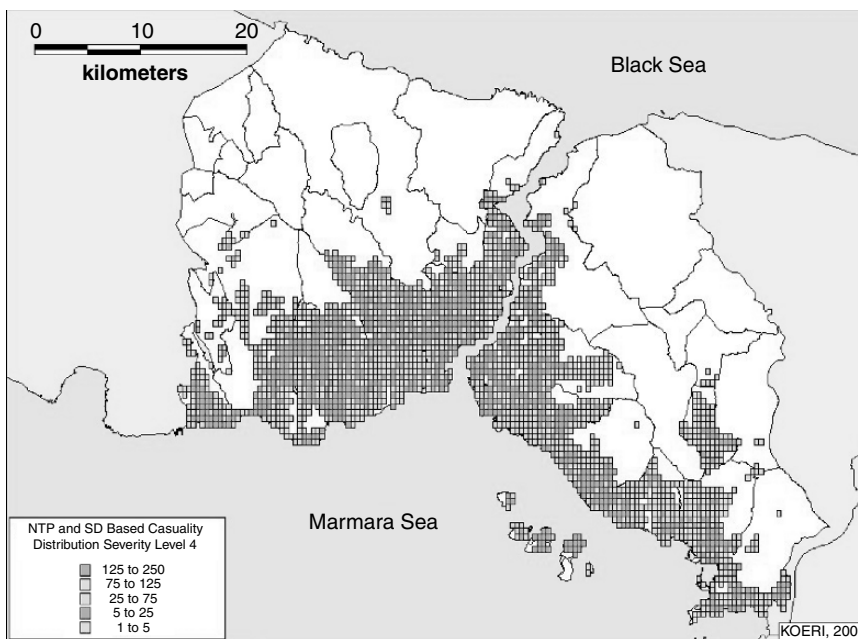 0 10 20
kilometers
Black Sea
Marmara Sea
NTP and SD Based Casuality
Distribution Severity Level 4
125 to 250
75 to 125
25 to 75
5 to 25
1 to 5
KOERI, 200